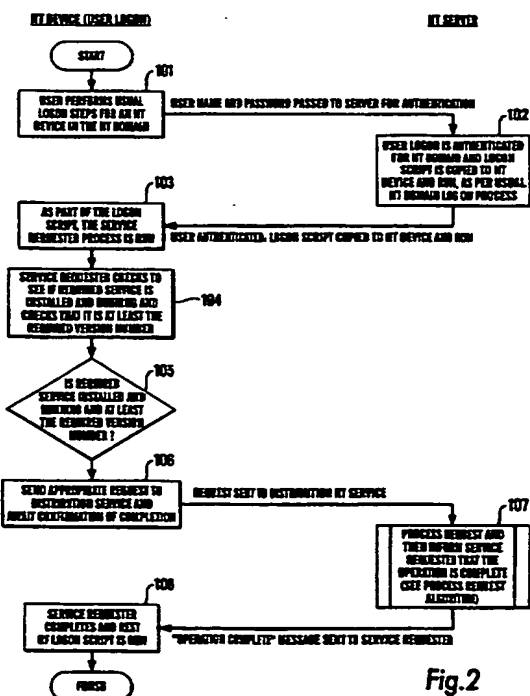 NT DEVICE (USER LOGON)
NT SERVER
START
101
USER PERFORMS USUAL
LOGON STEPS FOR AN NT
DEVICE IN THE NT DOMAIN
USER NAME AND PASSWORD PASSED TO SERVER FOR AUTHENTICATION
102
USER LOGON IS AUTHENTICATED
FOR NT DOMAIN AND LOGON
SCRIPT IS COPIED TO NT
DEVICE AND RUN, AS PER USUAL
NT DOMAIN LOG ON PROCESS
103
AS PART OF THE LOGON
SCRIPT, THE SERVICE
REQUESTER PROCESS IS RUN
USER AUTHENTICATED. LOGON SCRIPT COPIED TO NT DEVICE AND RUN
SERVICE REQUESTER CHECKS TO
SEE IF REQUIRED SERVICE IS
INSTALLED AND RUNNING AND
CHECKS THAT IT IS AT LEAST THE
REQUIRED VERSION NUMBER
104
105
IS REQUIRED
SERVICE INSTALLED AND
RUNNING AND AT LEAST
THE REQUIRED VERSION
NUMBER ?
106
SEND APPROPRIATE REQUEST TO
DISTRIBUTION SERVICE AND
AWAIT CONFIRMATION OF COMPLETION
REQUEST SENT TO DISTRIBUTION NT SERVICE
107
PROCESS REQUEST AND
THEN INFORM SERVICE
REQUESTER THAT THE
OPERATION IS COMPLETE
(SEE PROCESS REQUEST
ALGORITHM)
108
SERVICE REQUESTER
COMPLETES AND REST
OF LOGON SCRIPT IS RUN
"OPERATION COMPLETE" MESSAGE SENT TO SERVICE REQUESTER
FINISH
Fig.2